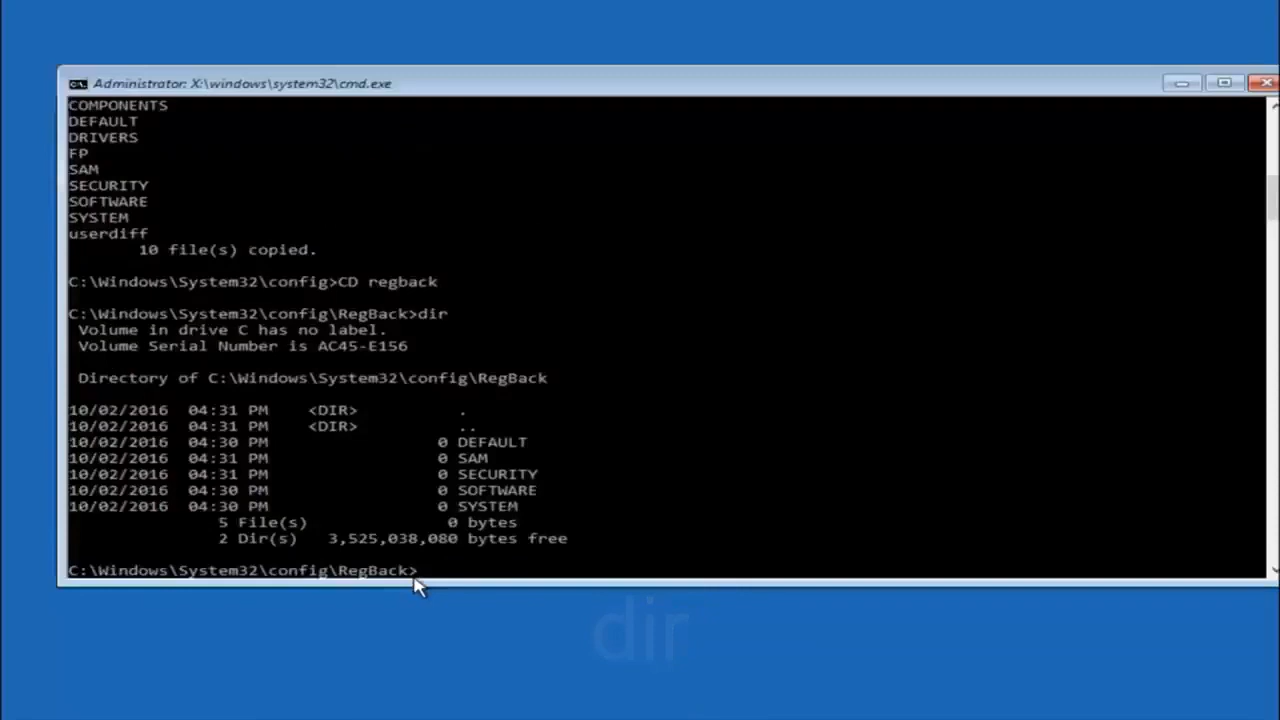 Administrator: X:\windows\system32\cmd.exe
COMPONENTS
DEFAULT
DRIVERS
FP
SAM
SECURITY
SOFTWARE
SYSTEM
userdiff
10 file(s) copied.
C:\Windows\System32\config>CD regback
C:\Windows\System32\config\RegBack>dir
Volume in drive C has no label.
Volume Serial Number is AC45-E156
Directory of C:\Windows\System32\config\RegBack
10/02/2016 04:31 PM <DIR> .
10/02/2016 04:31 PM <DIR> ..
10/02/2016 04:30 PM 0 DEFAULT
10/02/2016 04:31 PM 0 SAM
10/02/2016 04:31 PM 0 SECURITY
10/02/2016 04:30 PM 0 SOFTWARE
10/02/2016 04:30 PM 0 SYSTEM
5 File(s) 0 bytes
2 Dir(s) 3,525,038,080 bytes free
C:\Windows\System32\config\RegBack>
dir